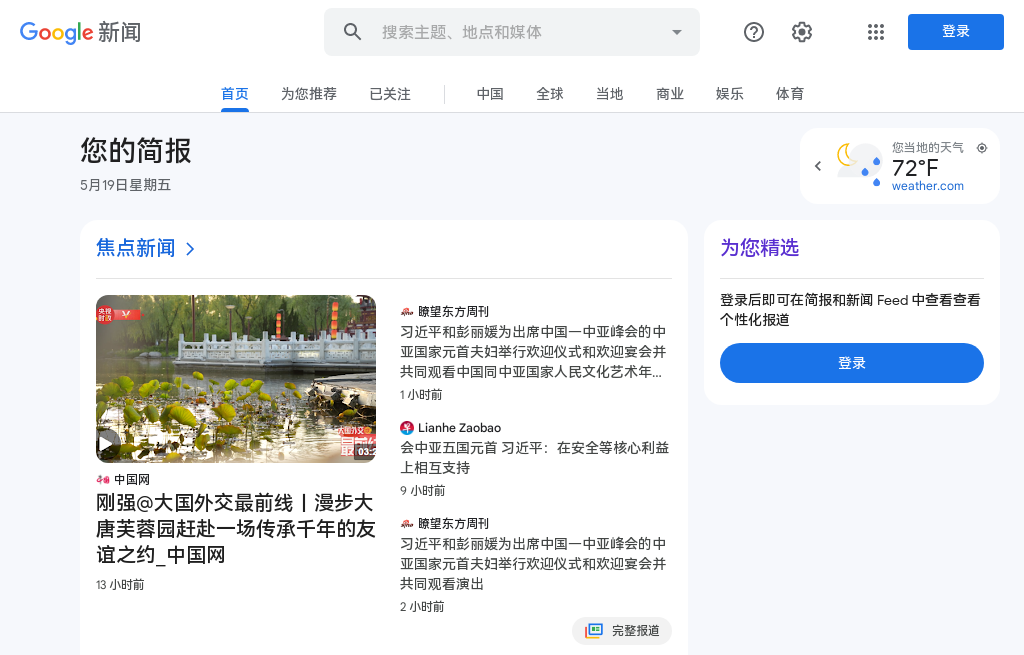 Google 新闻
搜索主题、地点和媒体
登录
首页
为您推荐
已关注
中国
全球
当地
商业
娱乐
体育
您的简报
5月19日星期五
您当地的天气
72°F
weather.com
焦点新闻
央视
时政
中国网
刚强@大国外交最前线丨漫步大
唐芙蓉园赶赴一场传承千年的友
谊之约_中国网
13 小时前
瞭望东方周刊
习近平和彭丽媛为出席中国一中亚峰会的中
亚国家元首夫妇举行欢迎仪式和欢迎宴会并
共同观看中国同中亚国家人民文化艺术年...
1 小时前
Lianhe Zaobao
会中亚五国元首 习近平：在安全等核心利益
上相互支持
9 小时前
瞭望东方周刊
习近平和彭丽媛为出席中国一中亚峰会的中
亚国家元首夫妇举行欢迎仪式和欢迎宴会并
共同观看演出
2 小时前
完整报道
为您精选
登录后即可在简报和新闻 Feed 中查看查看
个性化报道
登录